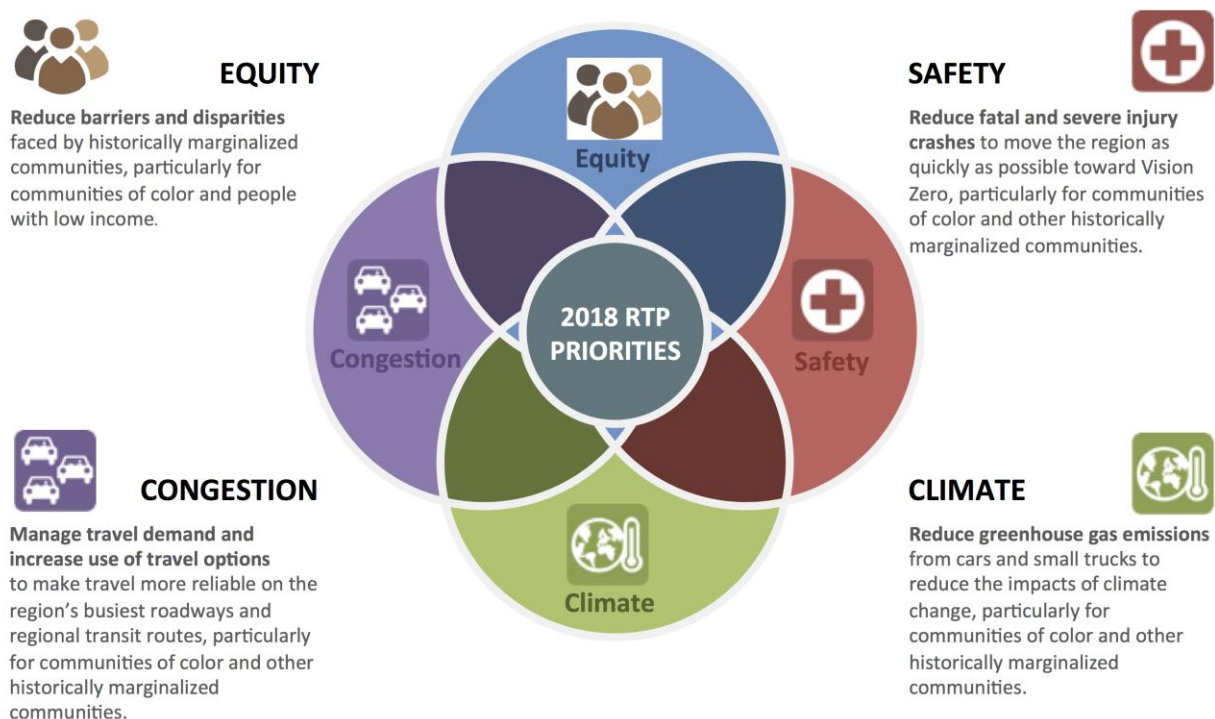 EQUITY
Reduce barriers and disparities
faced by historically marginalized
communities, particularly for
communities of color and people
with low income.
SAFETY
Reduce fatal and severe injury
crashes to move the region as
quickly as possible toward Vision
Zero, particularly for communities
of color and other historically
marginalized communities.
Equity
Congestion
2018 RTP
PRIORITIES
Safety
Climate
CONGESTION
Manage travel demand and
increase use of travel options
to make travel more reliable on the
region's busiest roadways and
regional transit routes, particularly
for communities of color and other
historically marginalized
communities.
CLIMATE
Reduce greenhouse gas emissions
from cars and small trucks to
reduce the impacts of climate
change, particularly for
communities of color and other
historically marginalized
communities.